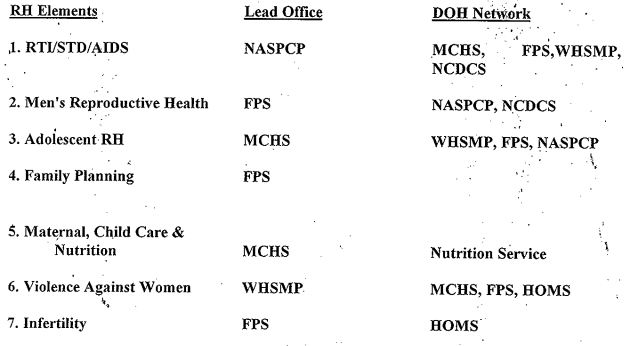 RH Elements Lead Office DOH Network
1. RTI/STD/AIDS NASPCP MCHS, FPS,WHSMP,
NCDCS
2. Men's Reproductive Health FPS NASPCP, NCDCS
3. Adolescent RH MCHS WHSMP, FPS, NASPCP
4. Family Planning FPS
5. Maternal, Child Care &
Nutrition MCHS Nutrition Service
6. Violence Against Women WHSMP MCHS, FPS, HOMS
7. Infertility FPS HOMS